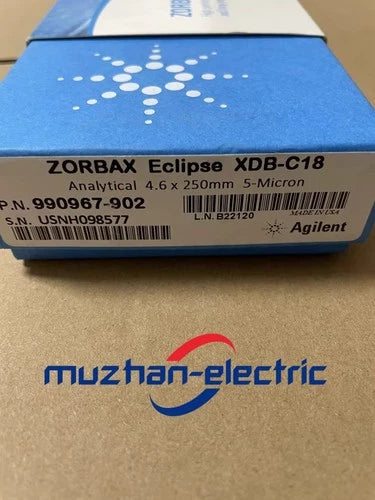 ZORBAX
ZORBAX Eclipse XDB-C18
Analytical 4.6 x 250mm 5-Micron
P.N. 990967-902
S.N. USNH098577
L.N. B22120
MADE IN USA
Agilent
muzhan-electric